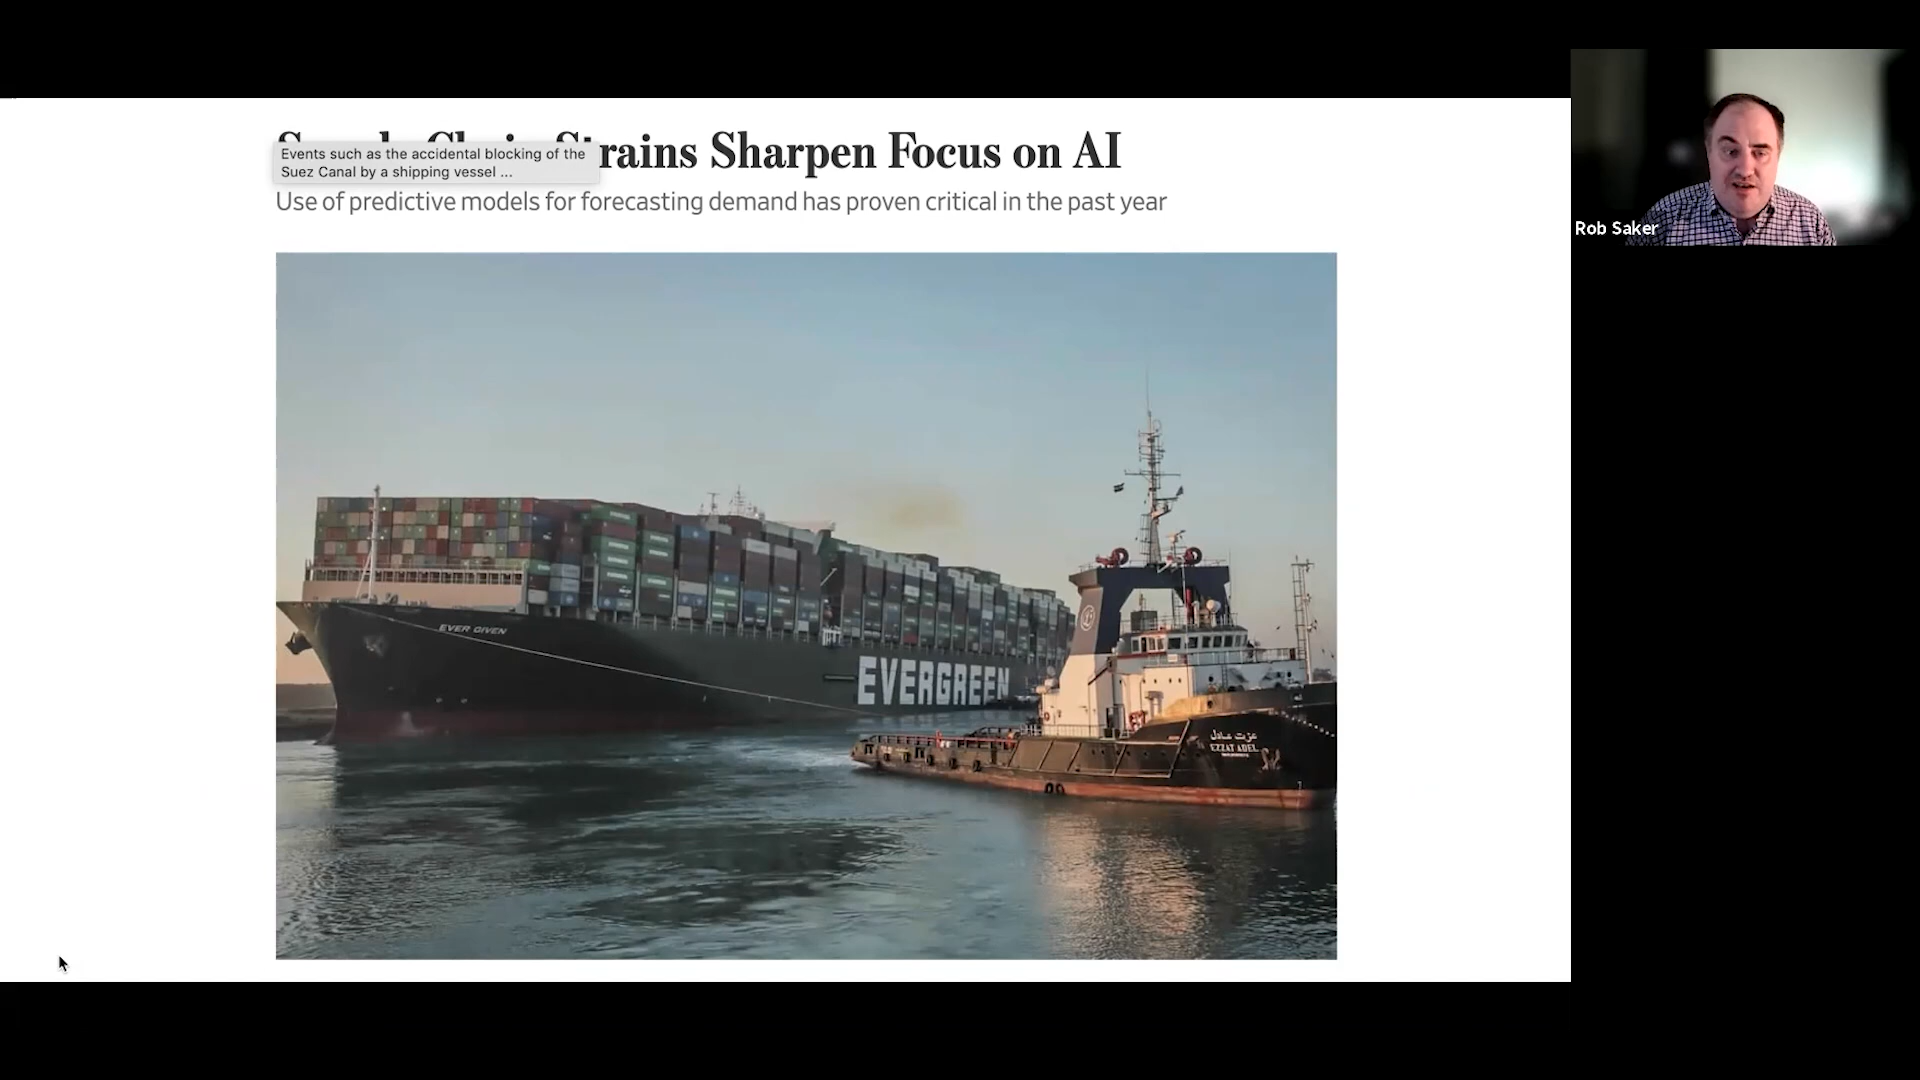 Strains Sharpen Focus on AI
Events such as the accidental blocking of the
Suez Canal by a shipping vessel ...
Use of predictive models for forecasting demand has proven critical in the past year
Rob Saker
EVER GIVEN
EVERGREEN
عزت عادل
EZZAT ADEL